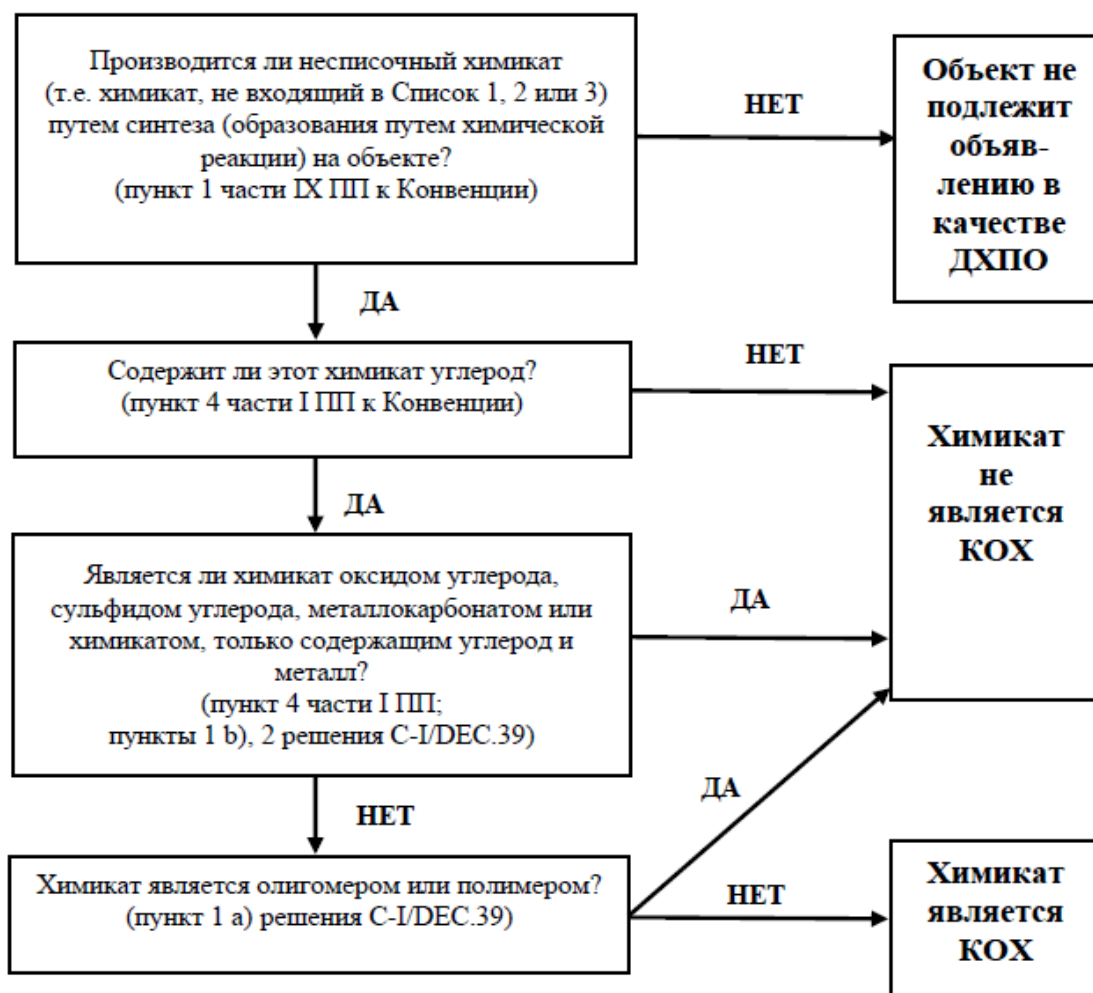 Производится ли несписочный химикат
(т.е. химикат, не входящий в Список 1, 2 или 3)
путем синтеза (образования путем химической
реакции) на объекте?
(пункт 1 части IX ПП к Конвенции)
НЕТ
Объект не
подлежит
объяв-
лению в
качестве
ДХПО
ДА
Содержит ли этот химикат углерод?
(пункт 4 части I ПП к Конвенции)
НЕТ
Химикат
не
является
КОХ
ДА
Является ли химикат оксидом углерода,
сульфидом углерода, металлокарбонатом или
химикатом, только содержащим углерод и
металл?
(пункт 4 части I ПП;
пункты 1 b), 2 решения C-I/DEC.39)
ДА
ДА
НЕТ
Химикат является олигомером или полимером?
(пункт 1 a) решения C-I/DEC.39)
НЕТ
Химикат
является
КОХ